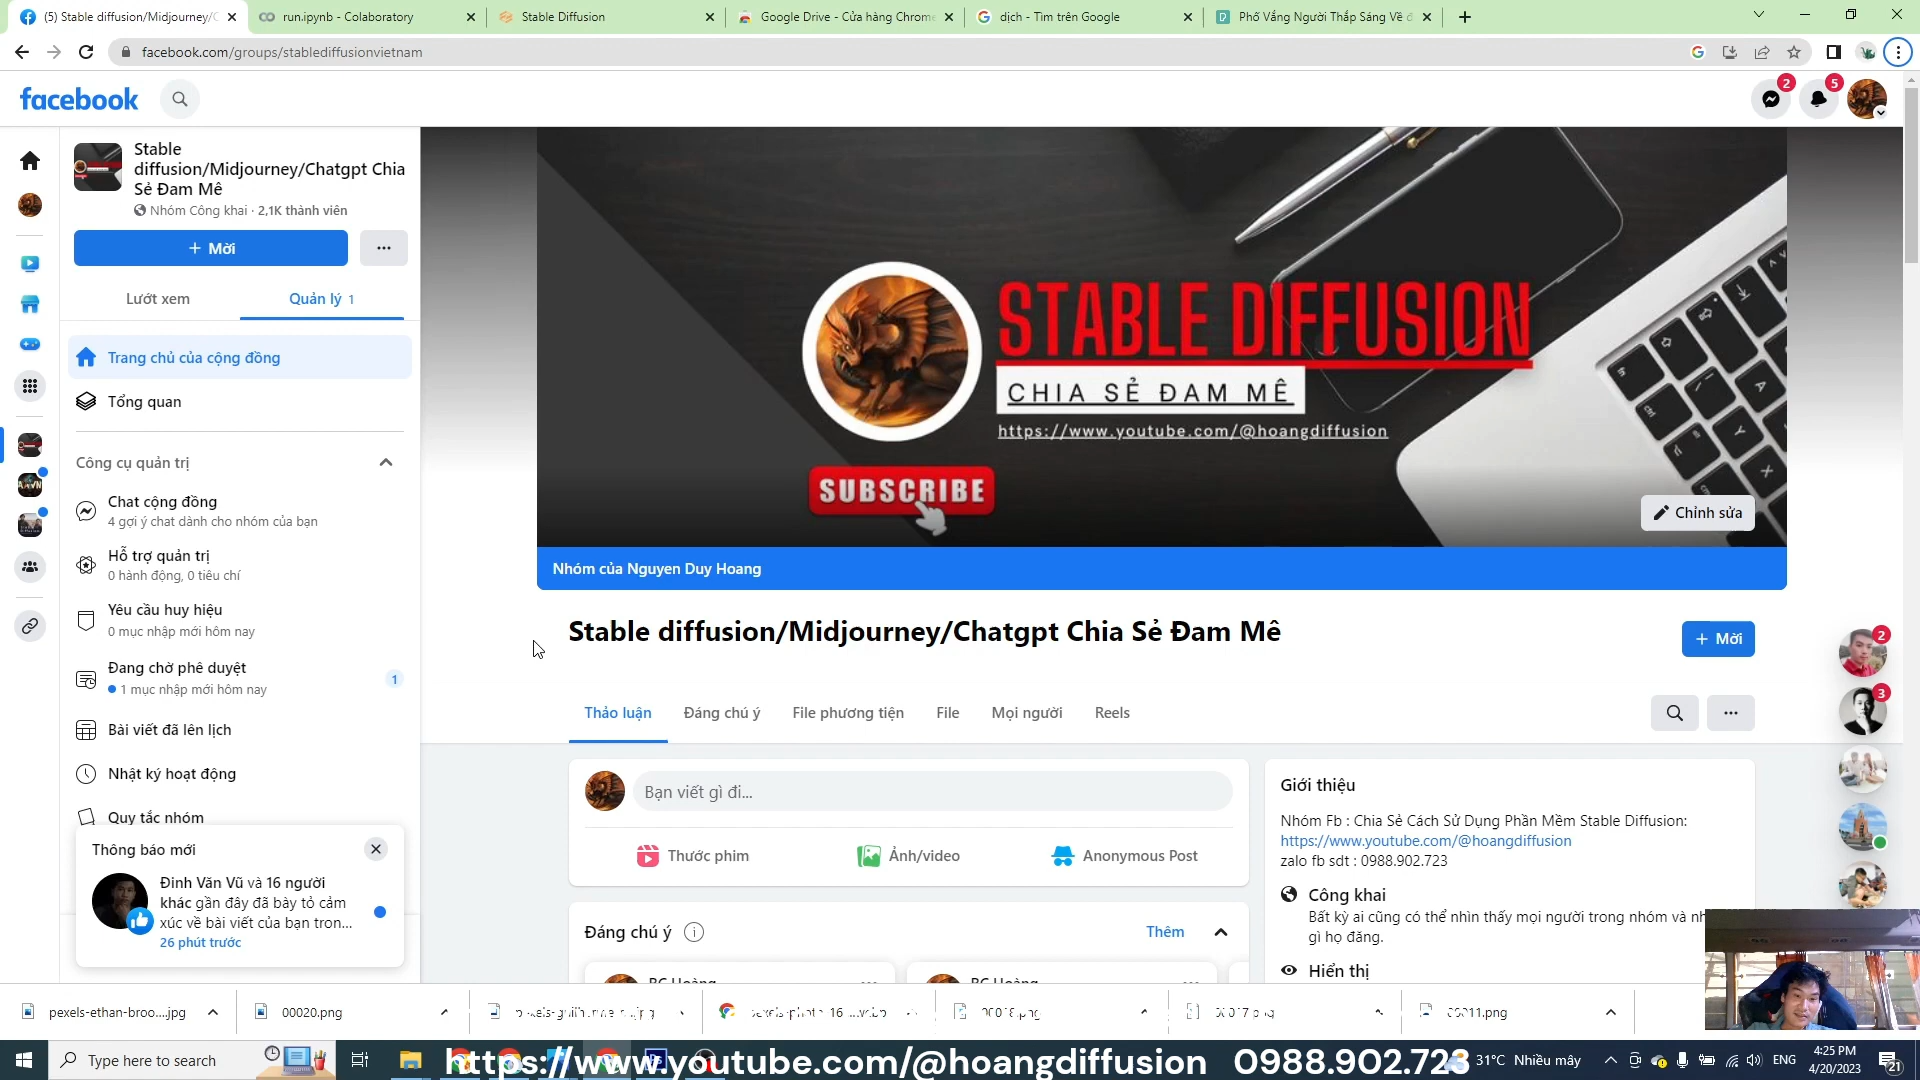 (5) Stable diffusion/Midjourney/C
run.ipynb - Colaboratory
Stable Diffusion
Google Drive - Cửa hàng Chrome
dịch - Tìm trên Google
Phố Vắng Người Thắp Sáng Về đ
facebook.com/groups/stablediffusionvietnam
facebook
2
5
Stable
diffusion/Midjourney/Chatgpt Chia
Sẻ Đam Mê
Nhóm Công khai · 2,1K thành viên
+ Mời
Lướt xem
Quản lý 1
Trang chủ của cộng đồng
Tổng quan
Công cụ quản trị
Chat cộng đồng
4 gợi ý chat dành cho nhóm của bạn
Hỗ trợ quản trị
0 hành động, 0 tiêu chí
Yêu cầu huy hiệu
0 mục nhập mới hôm nay
Đang chờ phê duyệt
1 mục nhập mới hôm nay
1
Bài viết đã lên lịch
Nhật ký hoạt động
Quy tắc nhóm
Thông báo mới
Đinh Văn Vũ và 16 người
khác gần đây đã bày tỏ cảm
xúc về bài viết của bạn tron...
26 phút trước
STABLE DIFFUSION
CHIA SẺ ĐAM MÊ
https://www.youtube.com/@hoangdiffusion
SUBSCRIBE
Chỉnh sửa
Nhóm của Nguyen Duy Hoang
Stable diffusion/Midjourney/Chatgpt Chia Sẻ Đam Mê
+ Mời
Thảo luận
Đáng chú ý
File phương tiện
File
Mọi người
Reels
Bạn viết gì đi...
Thước phim
Ảnh/video
Anonymous Post
Đáng chú ý
Thêm
Giới thiệu
Nhóm Fb : Chia Sẻ Cách Sử Dụng Phần Mềm Stable Diffusion:
https://www.youtube.com/@hoangdiffusion
zalo fb sdt : 0988.902.723
Công khai
Bất kỳ ai cũng có thể nhìn thấy mọi người trong nhóm và nh
gì họ đăng.
Hiển thị
2
3
pexels-ethan-broo....jpg
00020.png
00017.png
00011.png
Type here to search
https://www.youtube.com/@hoangdiffusion 0988.902.723
31°C Nhiều mây
ENG
4:25 PM
4/20/2023
21